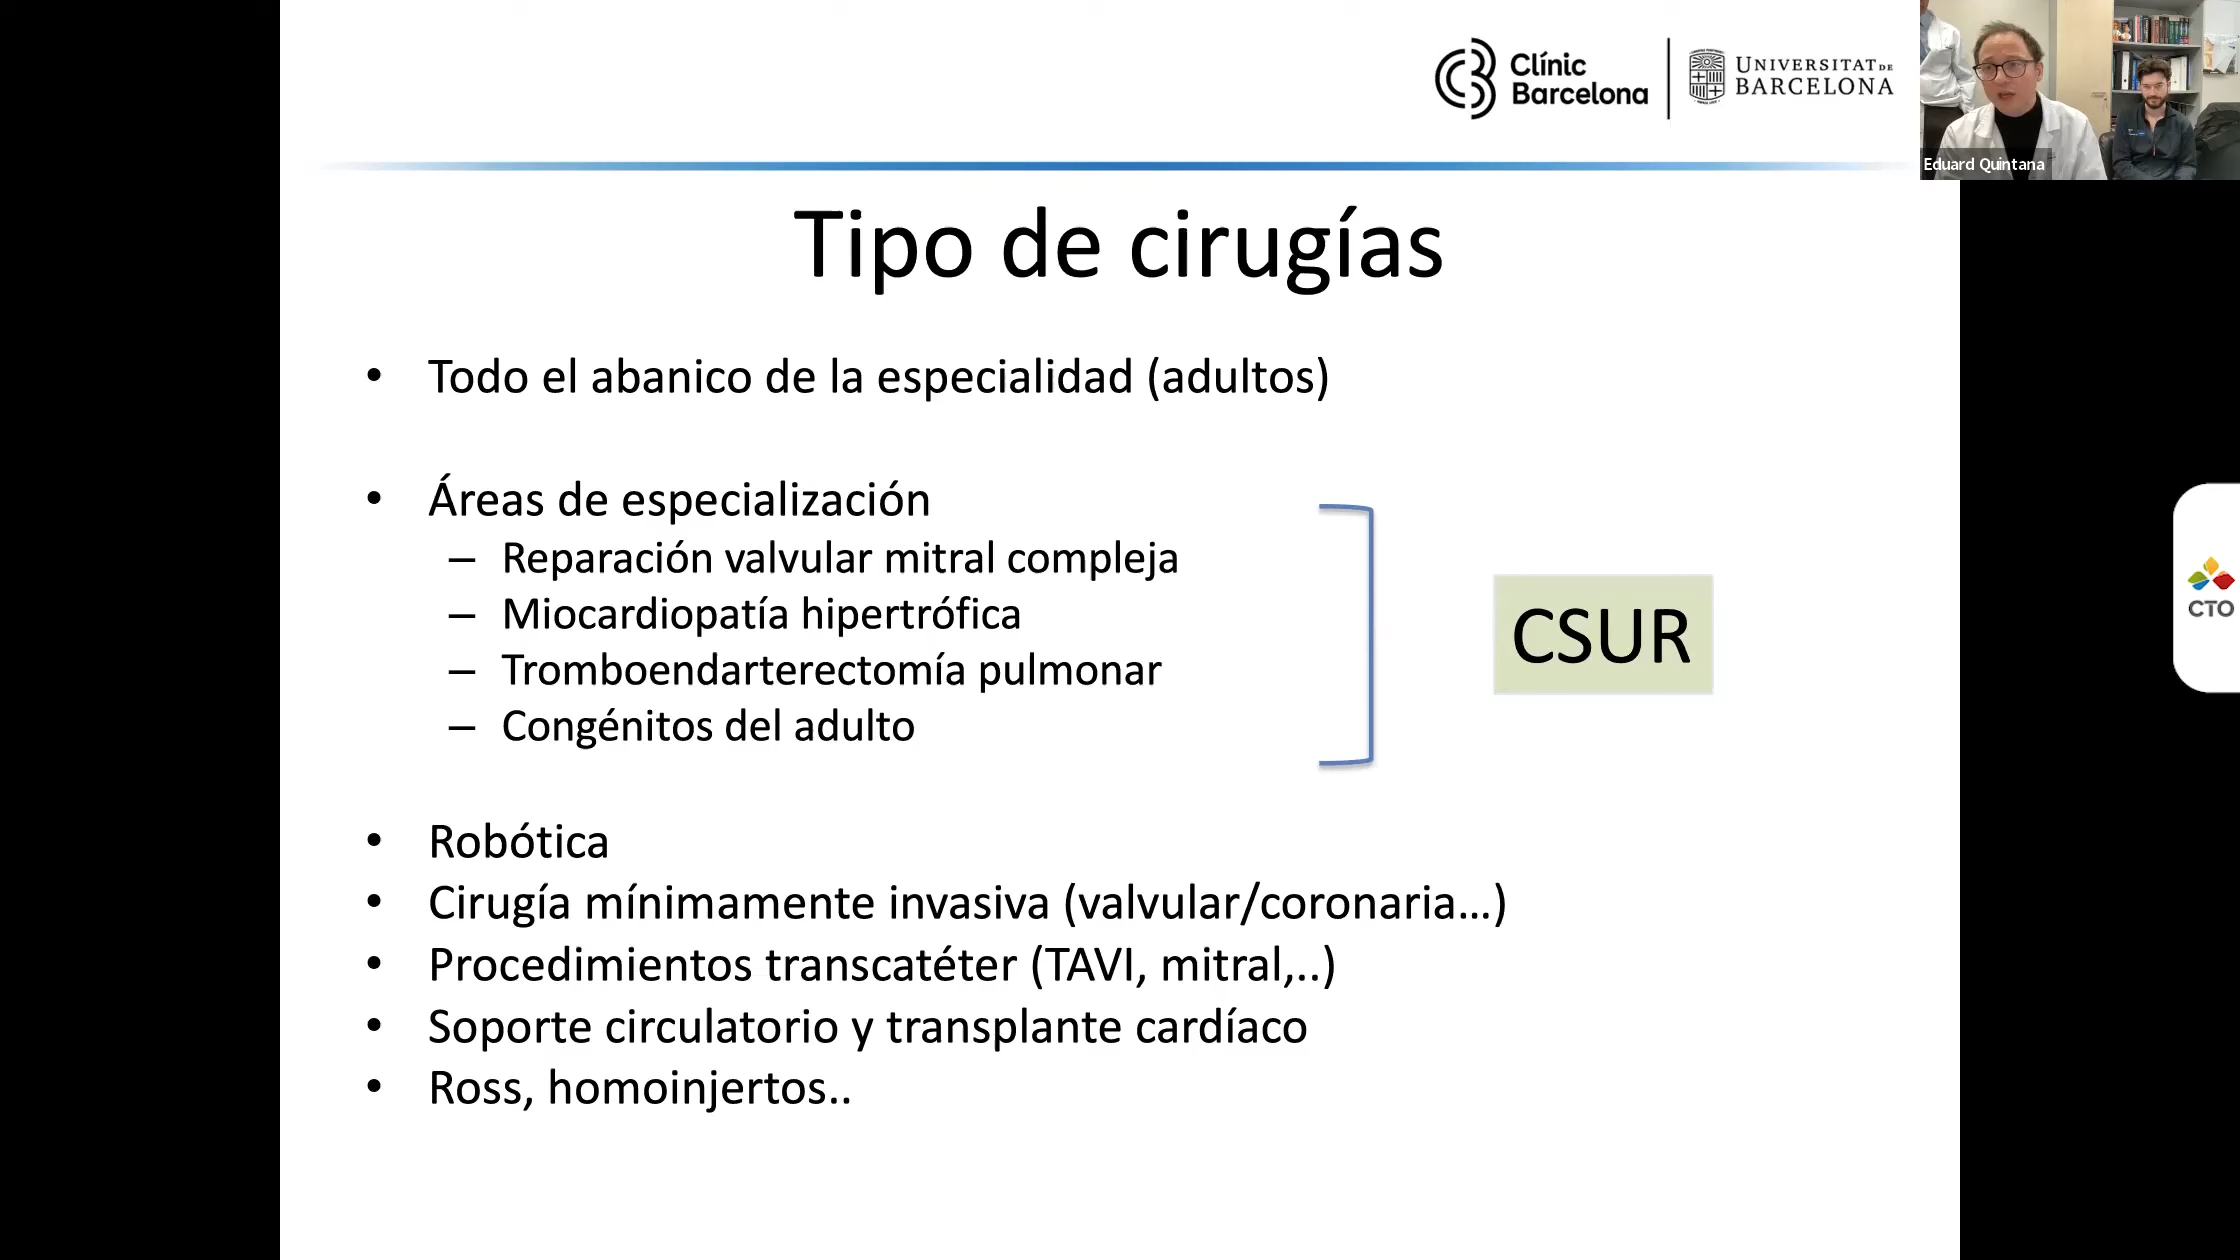 Clínic
Barcelona
UNIVERSITAT DE
BARCELONA
Eduard Quintana
Tipo de cirugías
• Todo el abanico de la especialidad (adultos)
• Áreas de especialización
– Reparación valvular mitral compleja
– Miocardiopatía hipertrófica
– Tromboendarterectomía pulmonar
– Congénitos del adulto
CSUR
CTO
• Robótica
• Cirugía mínimamente invasiva (valvular/coronaria...)
• Procedimientos transcatéter (TAVI, mitral,..)
• Soporte circulatorio y transplante cardíaco
• Ross, homoinjertos..